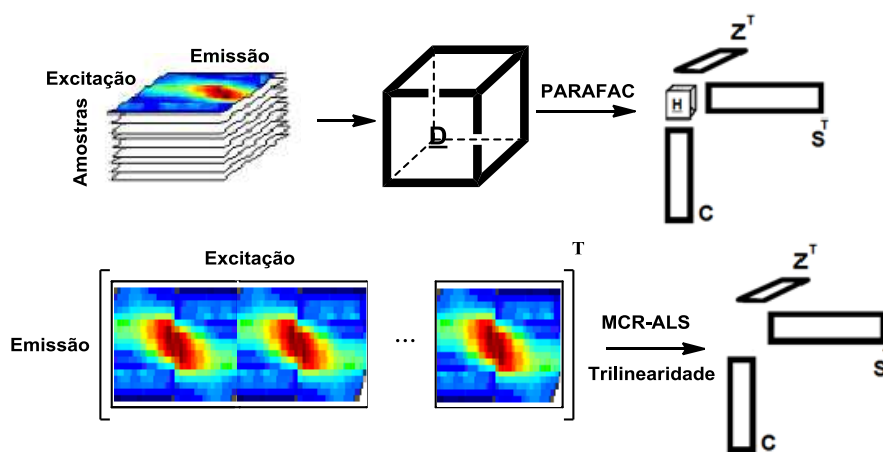 Emissão
Excitação
Amostras
D
PARAFAC
Z^T
H
S^T
C
Excitação
T
Emissão
...
MCR-ALS
Trilinearidade
Z^T
S
C